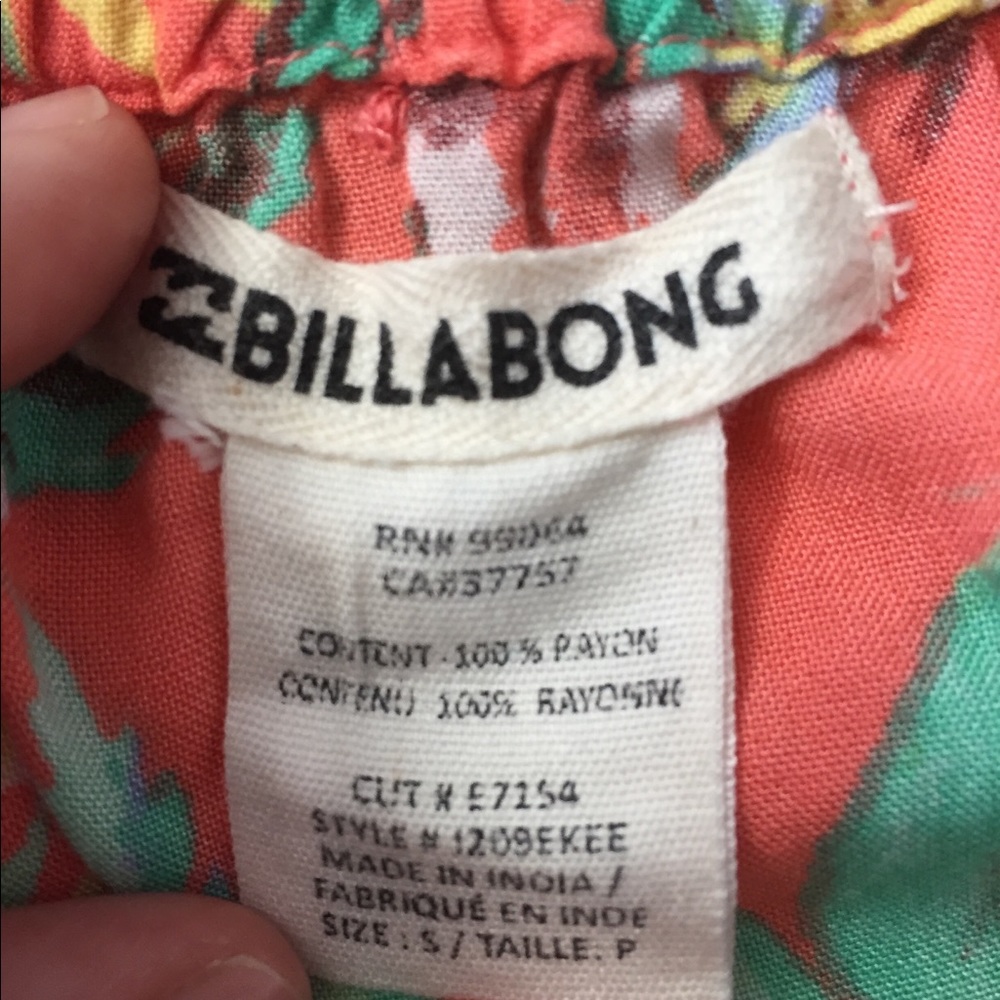 BILLABONG
RN# 99064
CA#37757
CONTENT : 100 % RAYON
CONTENU 100% RAYONNE
CUT # E7154
STYLE # 1209EKEE
MADE IN INDIA /
FABRIQUÉ EN INDE
SIZE : S / TAILLE: P